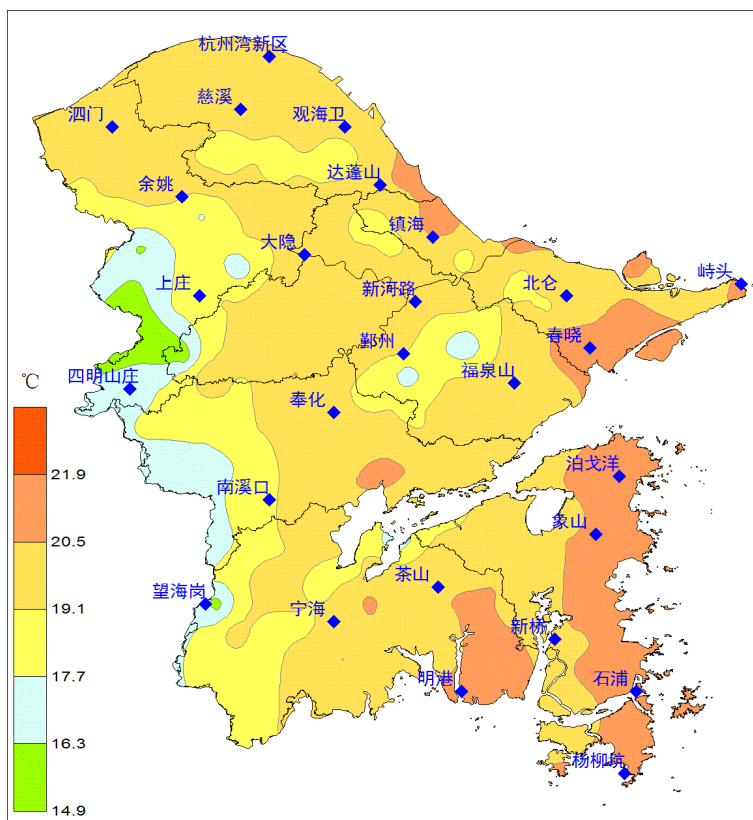 杭州湾新区
慈溪
泗门
观海卫
达蓬山
余姚
镇海
大隐
峙头
上庄
新河路
北仑
春晓
鄞州
四明山庄
福泉山
℃
奉化
21.9
泊戈洋
南溪口
20.5
象山
茶山
望海岗
19.1
宁海
新桥
17.7
明港
石浦
16.3
杨柳坑
14.9